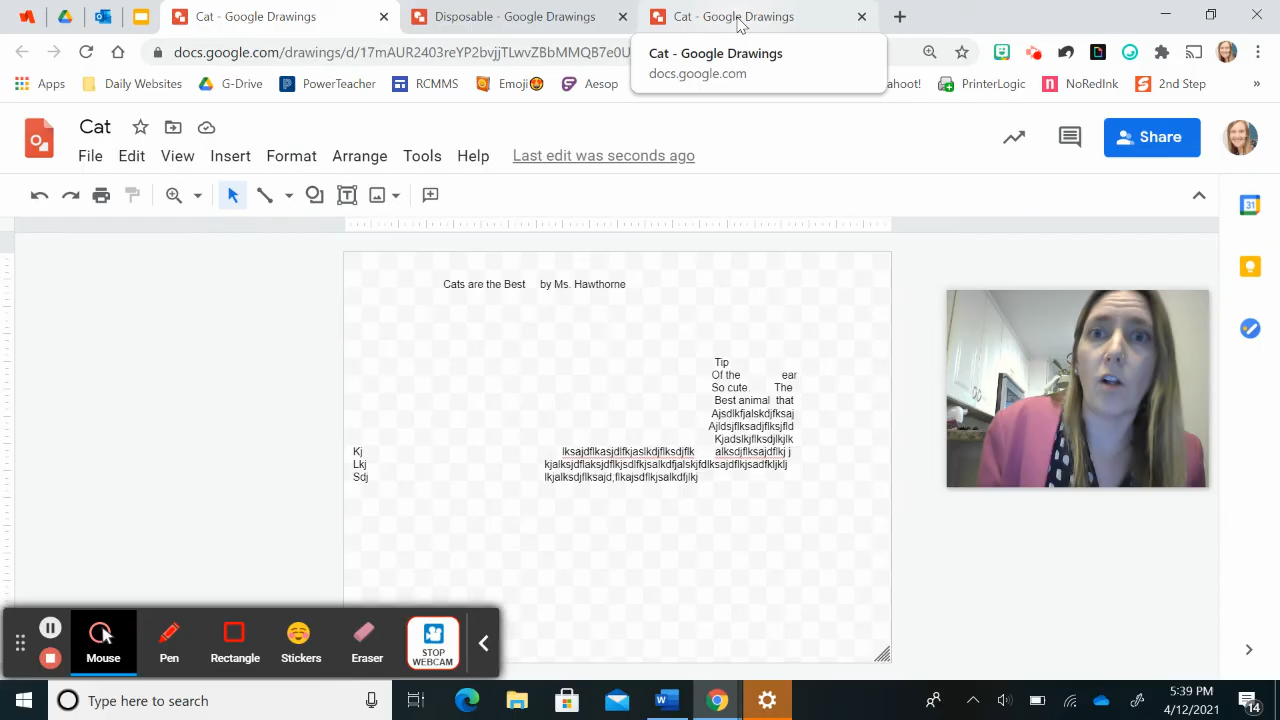 Cat - Google Drawings
Disposable - Google Drawings
Cat - Google Drawings
docs.google.com/drawings/d/17mAUR2403reYP2bvjjTLwvZBbMMQB7e0U
Cat - Google Drawings
docs.google.com
Apps
Daily Websites
G-Drive
PowerTeacher
RCMMS
Emoji
Aesop
ahoo!
PrinterLogic
NoRedInk
2nd Step
»
Cat
File Edit View Insert Format Arrange Tools Help Last edit was seconds ago
Share
31
Cats are the Best by Ms. Hawthorne
Tip
Of the ear
So cute. The
Best animal that
Ajsdlkfjalskdjfksaj
Ajldsjflksadjflksjfld
Kjadslkjflksdjlkjlk
Kj lksajdflkasjdlfkjaslkdjflksdjflk alksdjflksajdflkj j
Lkj kjalksjdflaksjdflkjsdlfkjsalkdfjalskjfdlksajdflkjsadfkljklj
Sdj lkjalksdjflksajd;flkajsdflkjsalkdfjlkj
Mouse
Pen
Rectangle
Stickers
Eraser
STOP
WEBCAM
Type here to search
5:39 PM
4/12/2021
14